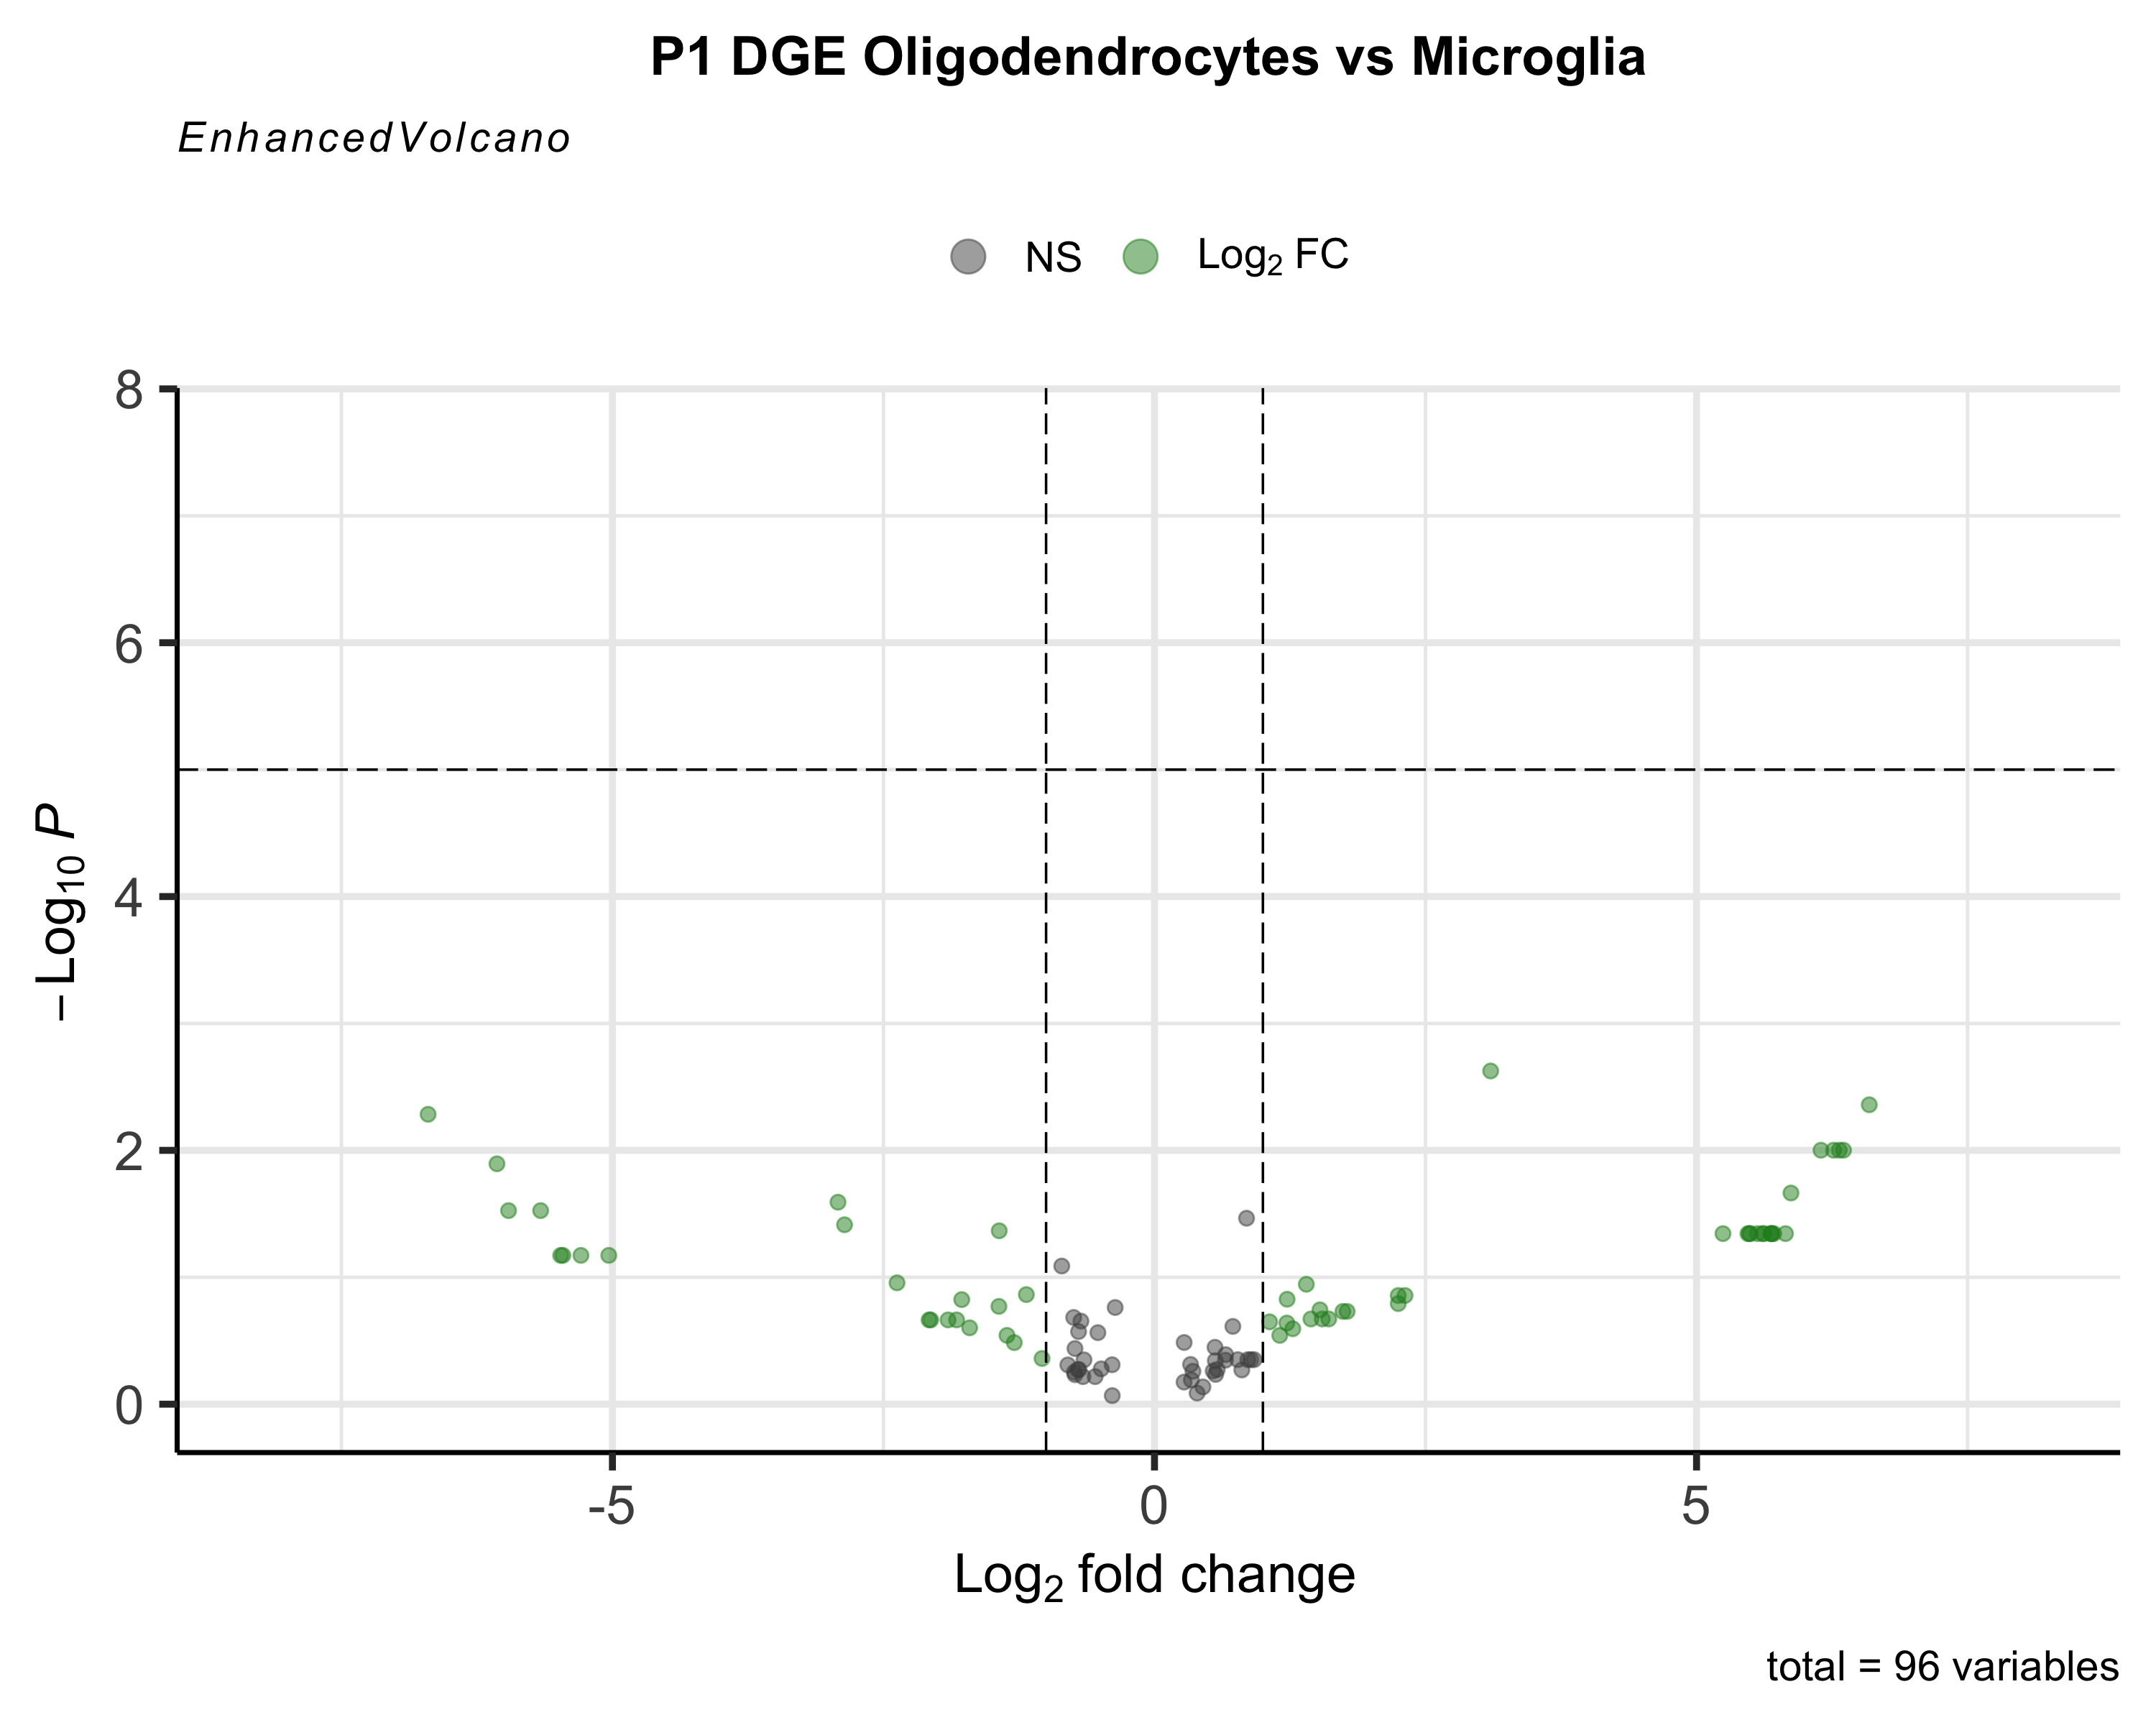 P1 DGE Oligodendrocytes vs Microglia
EnhancedVolcano
NS
Log₂ FC
8
6
4
2
0
−Log₁₀ P
-5
0
5
Log₂ fold change
total = 96 variables